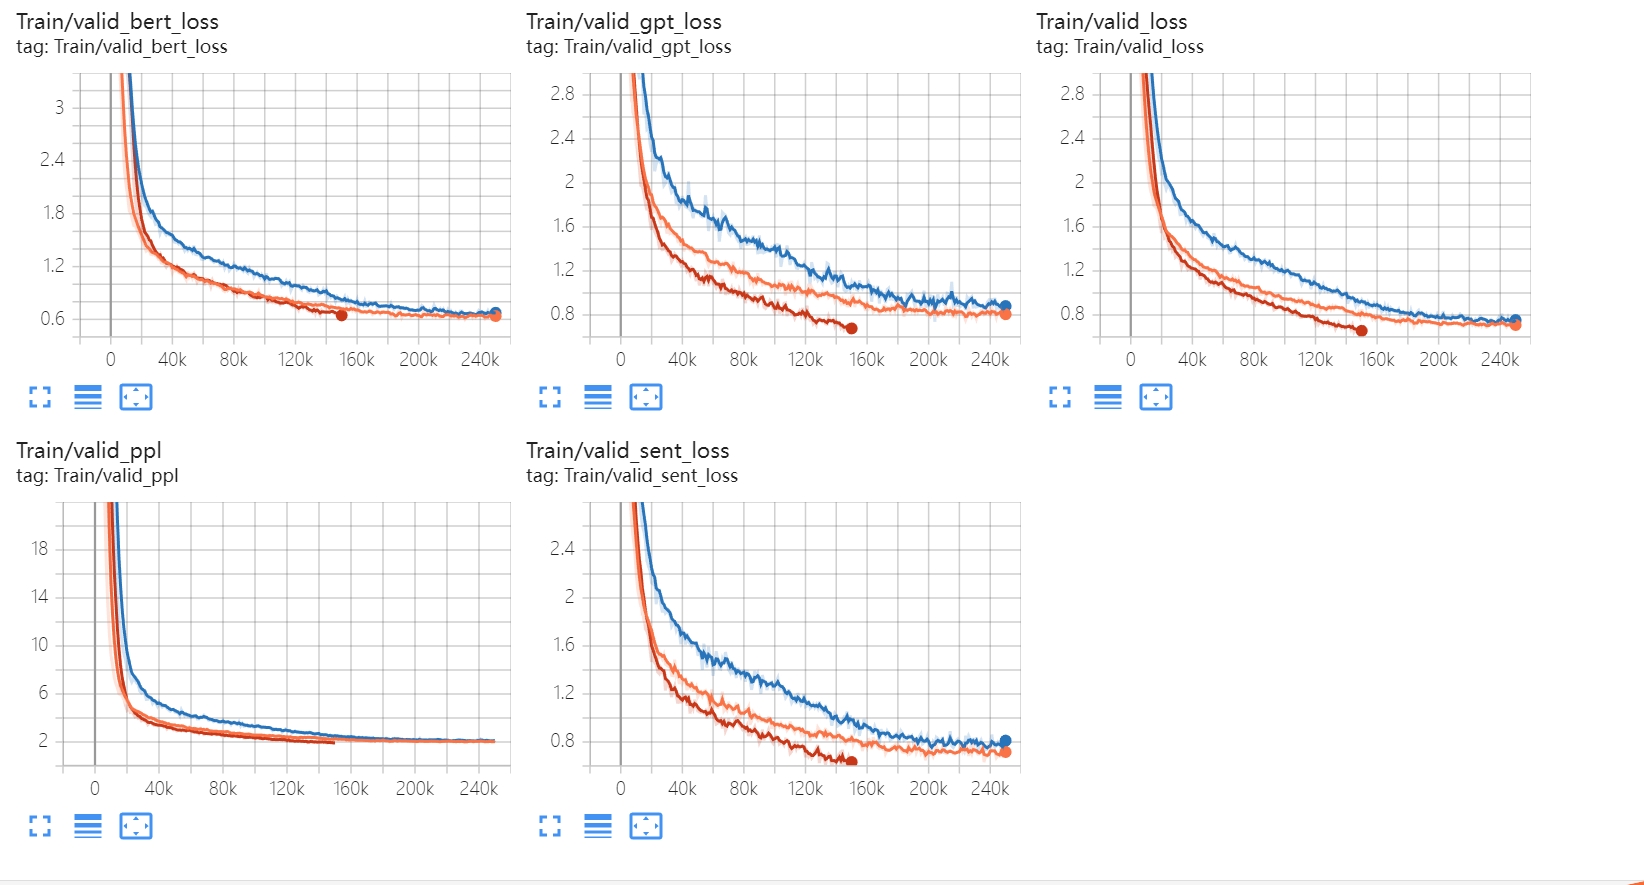 Train/valid_bert_loss
tag: Train/valid_bert_loss
3
2.4
1.8
1.2
0.6
0 40k 80k 120k 160k 200k 240k
Train/valid_gpt_loss
tag: Train/valid_gpt_loss
2.8
2.4
2
1.6
1.2
0.8
0 40k 80k 120k 160k 200k 240k
Train/valid_loss
tag: Train/valid_loss
2.8
2.4
2
1.6
1.2
0.8
0 40k 80k 120k 160k 200k 240k
Train/valid_ppl
tag: Train/valid_ppl
18
14
10
6
2
0 40k 80k 120k 160k 200k 240k
Train/valid_sent_loss
tag: Train/valid_sent_loss
2.4
2
1.6
1.2
0.8
0 40k 80k 120k 160k 200k 240k